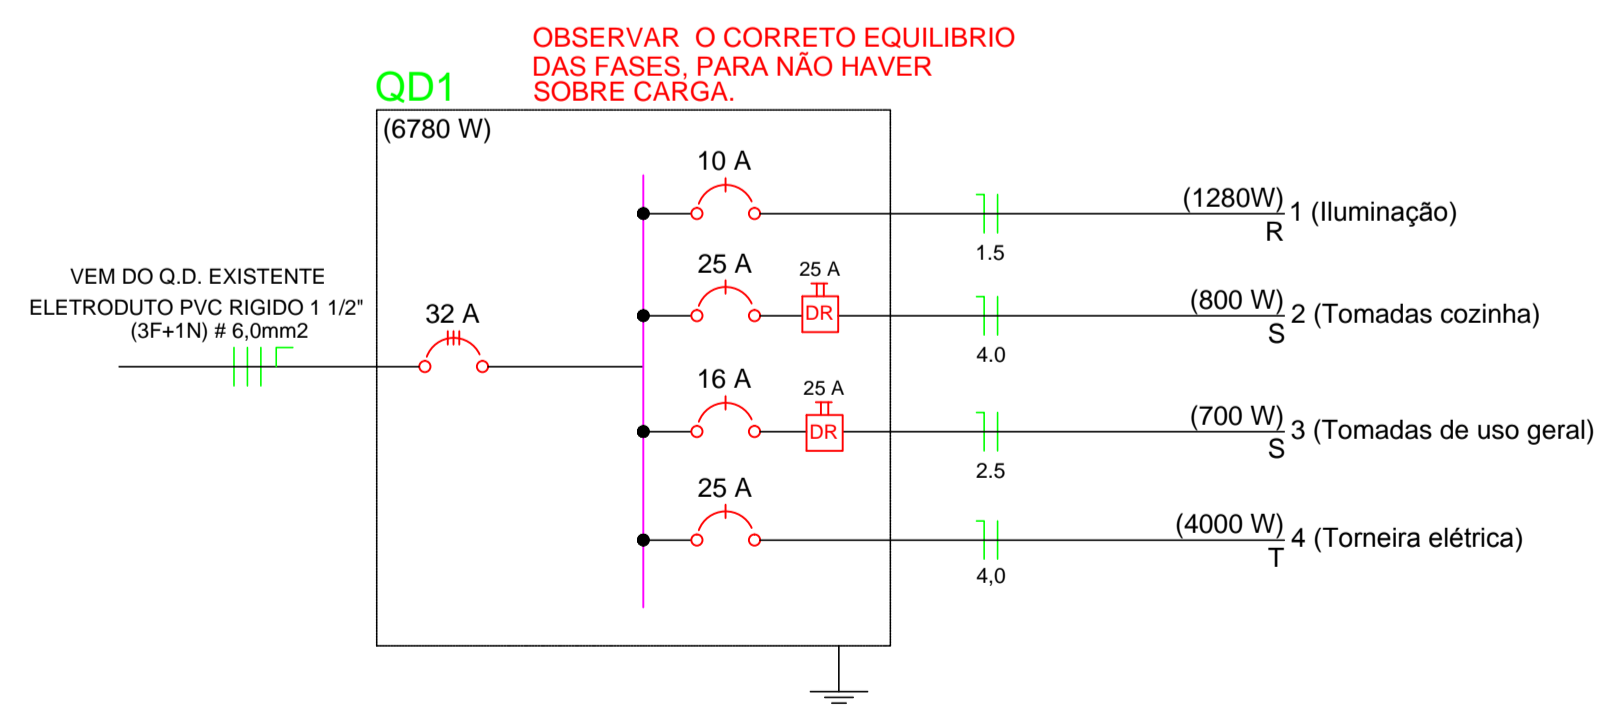 OBSERVAR O CORRETO EQUILIBRIO
DAS FASES, PARA NÃO HAVER
SOBRE CARGA.
QD1
(6780 W)
VEM DO Q.D. EXISTENTE
ELETRODUTO PVC RIGIDO 1 1/2"
(3F+1N) # 6,0mm2
32 A
10 A
1.5
(1280W)
R
1 (Iluminação)
25 A
25 A
DR
4.0
(800 W)
S
2 (Tomadas cozinha)
16 A
25 A
DR
2.5
(700 W)
S
3 (Tomadas de uso geral)
25 A
4,0
(4000 W)
T
4 (Torneira elétrica)